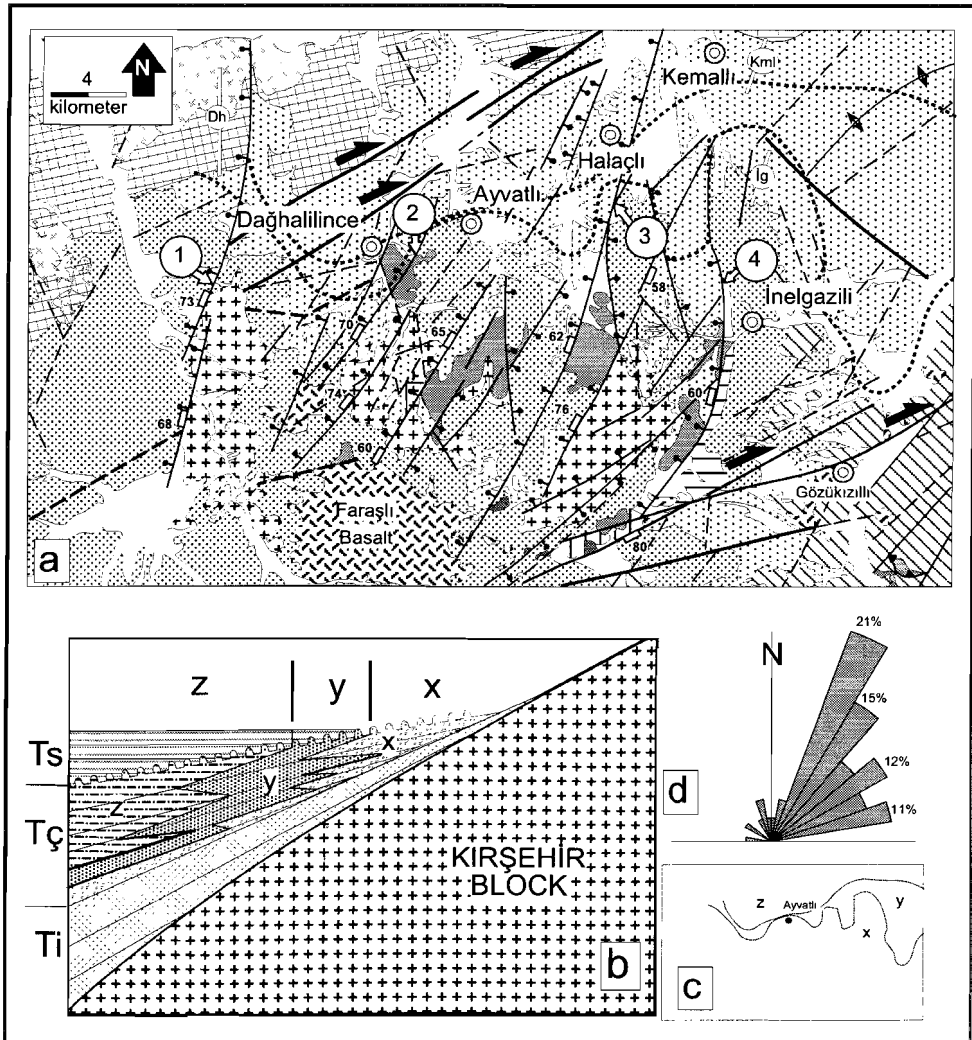 4
N
kilometer
Dh
Kml
Kemallı
Halaçlı
Ayvatlı
Dağhalilince
İg
İnelgazili
1
2
3
4
73
70
65
62
58
74
76
60
60
68
80
Gözükızıllı
Faraşlı
Basalt
a
z
y
x
Ts
Tç
Ti
z
y
x
KIRŞEHİR
BLOCK
b
N
21%
15%
12%
11%
d
z
Ayvatlı
y
x
c